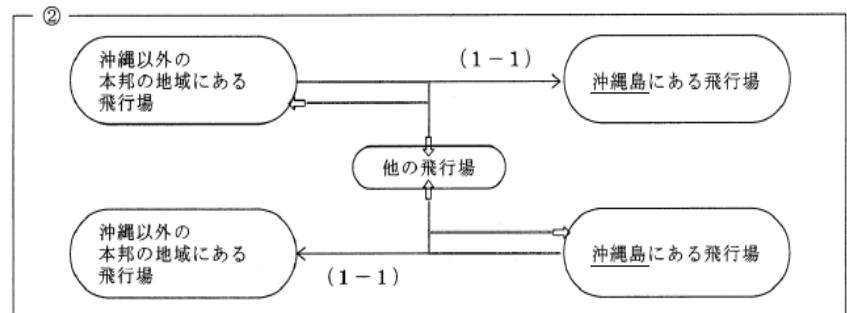 ②
沖縄以外の
本邦の地域にある
飛行場
(1-1)
沖縄島にある飛行場
他の飛行場
沖縄以外の
本邦の地域にある
飛行場
(1-1)
沖縄島にある飛行場